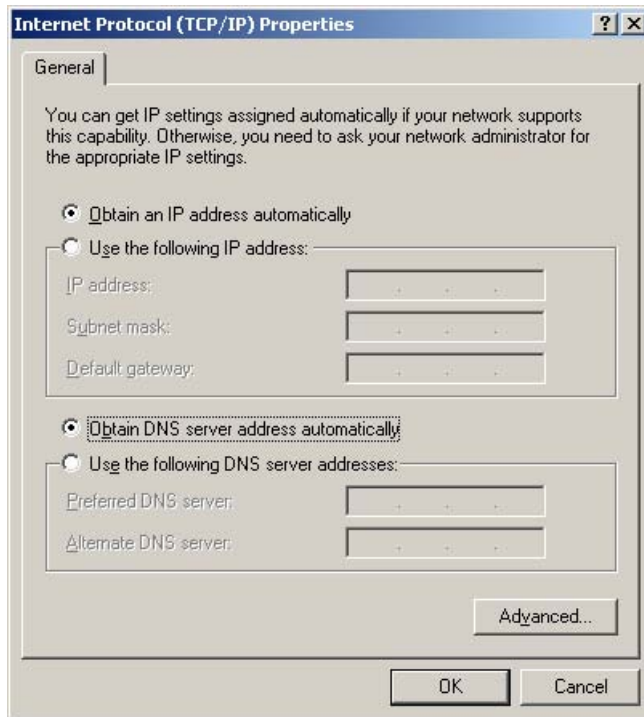 Internet Protocol (TCP/IP) Properties
General
You can get IP settings assigned automatically if your network supports
this capability. Otherwise, you need to ask your network administrator for
the appropriate IP settings.
Obtain an IP address automatically
Use the following IP address:
IP address:
Subnet mask:
Default gateway:
Obtain DNS server address automatically
Use the following DNS server addresses:
Preferred DNS server:
Alternate DNS server:
Advanced...
OK Cancel